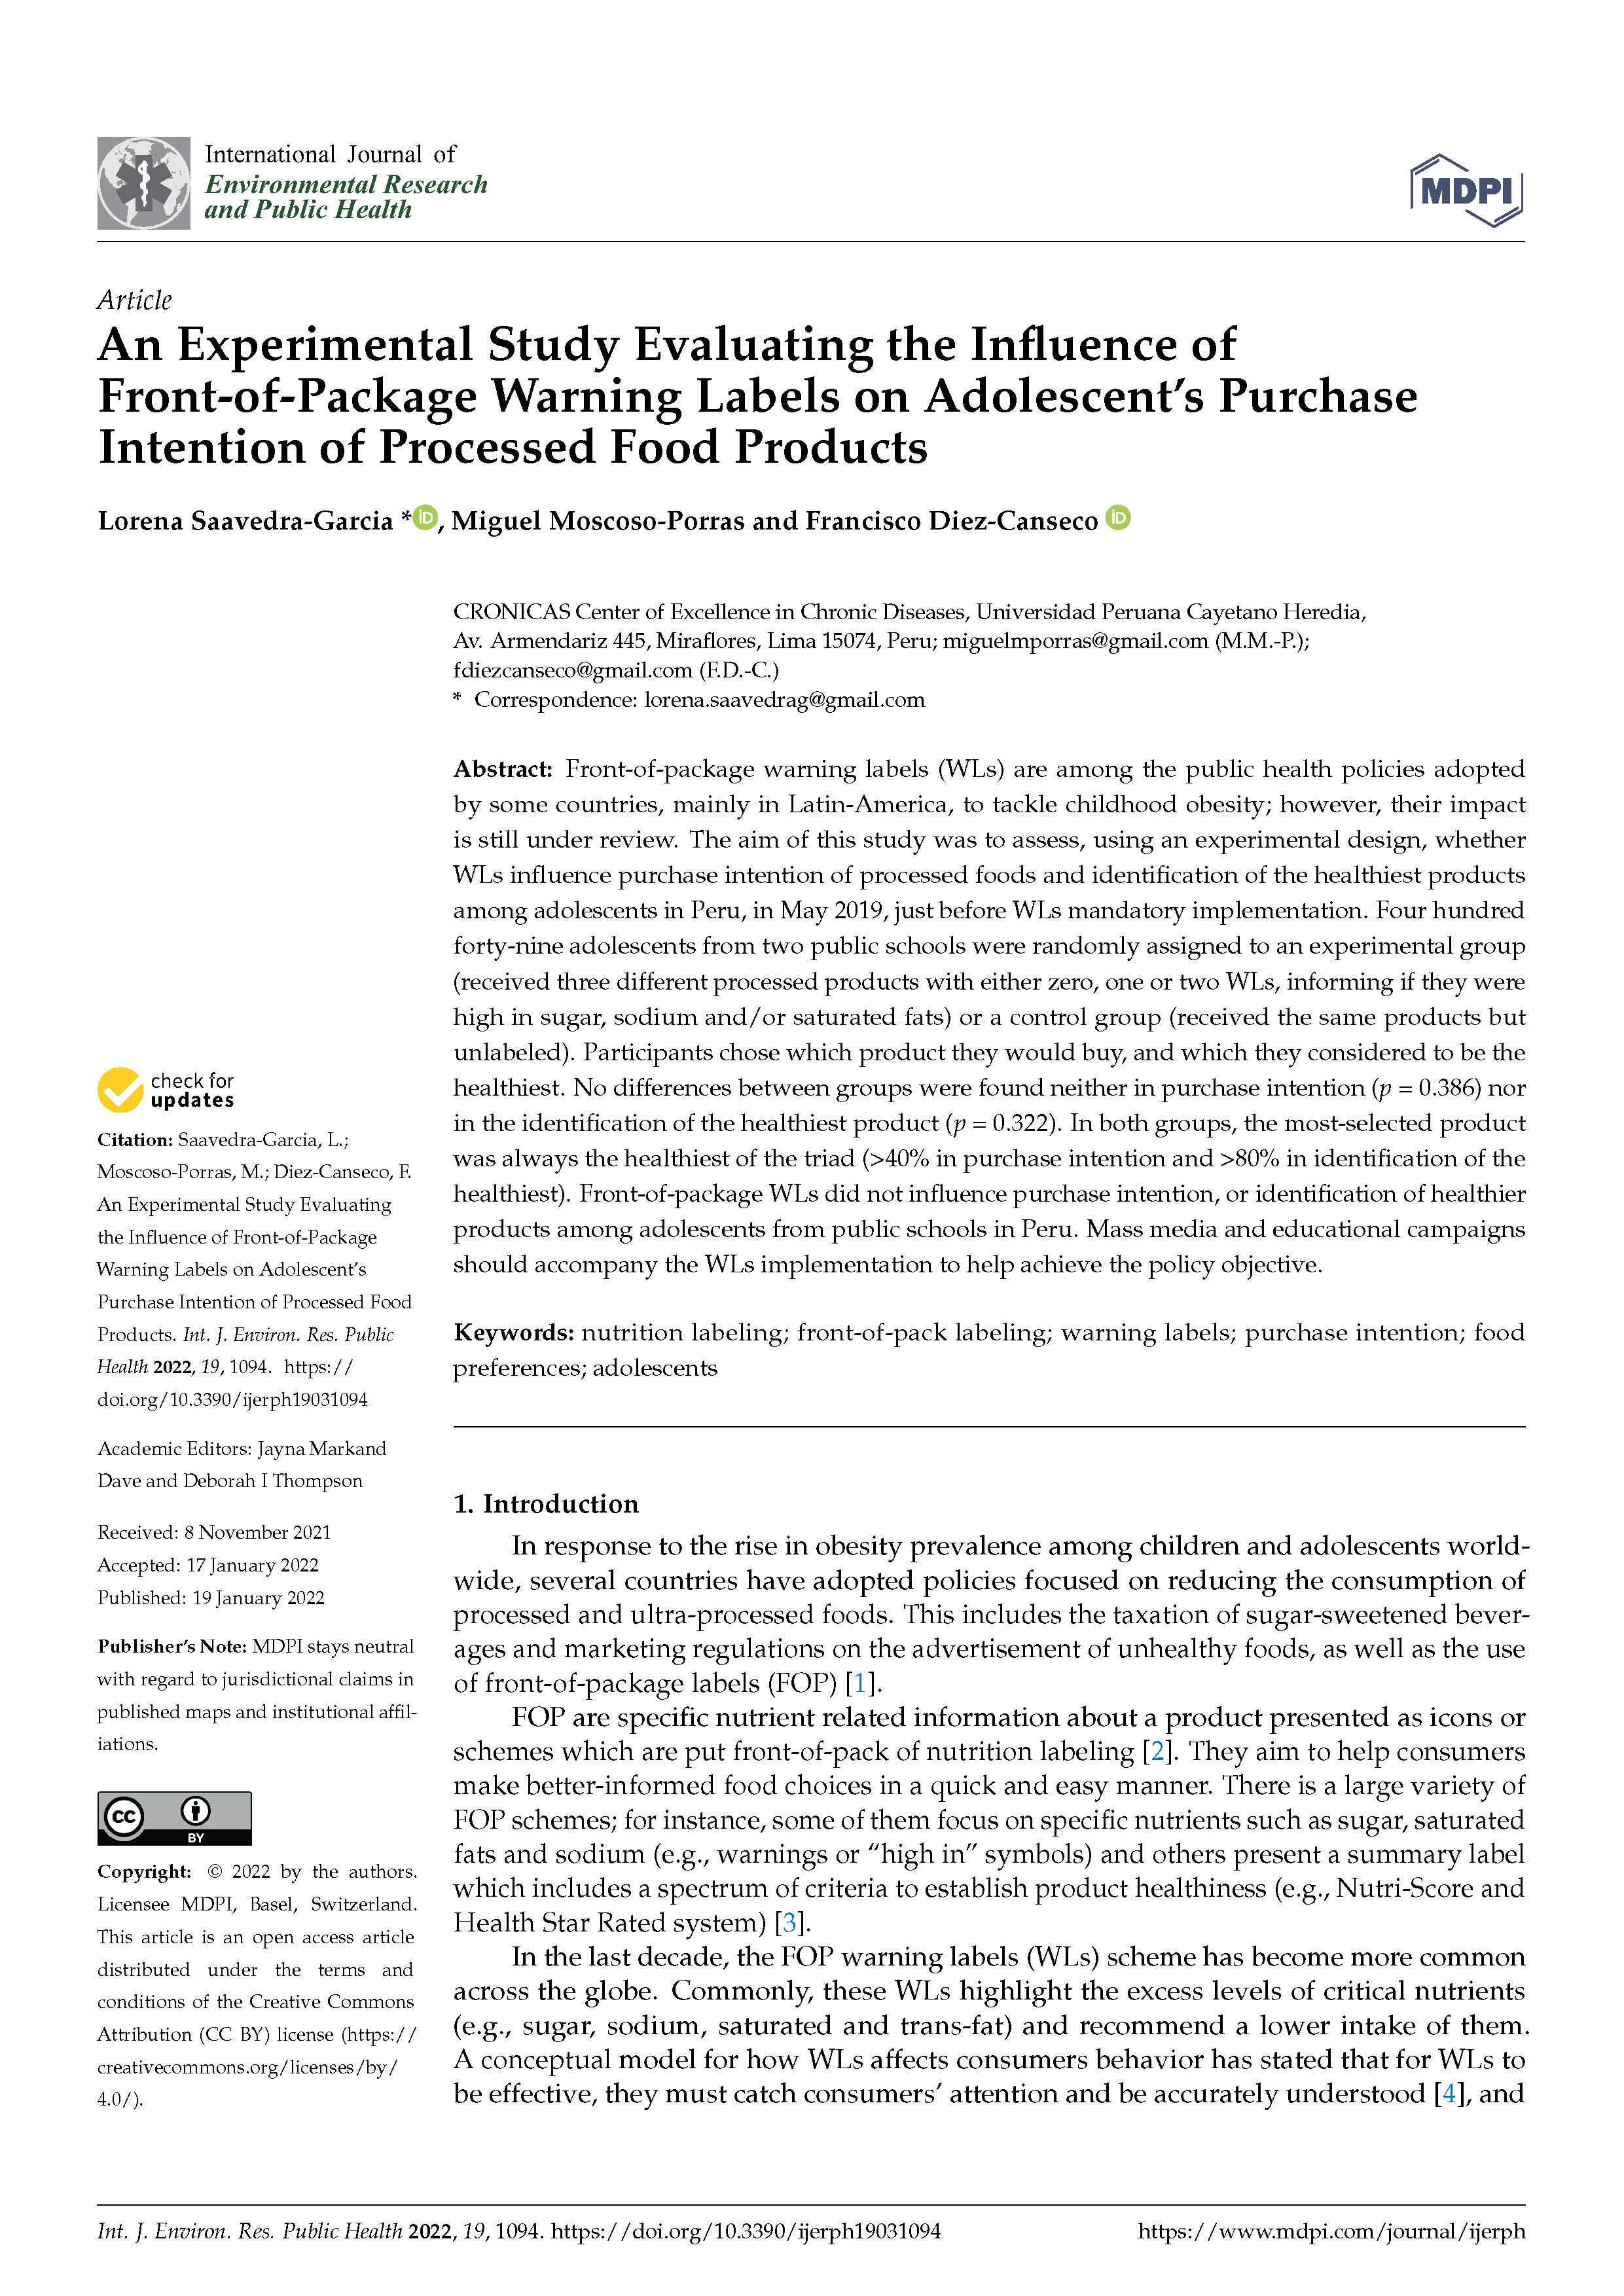 International Journal of
Environmental Research
and Public Health
MDPI
Article
An Experimental Study Evaluating the Influence of
Front-of-Package Warning Labels on Adolescent’s Purchase
Intention of Processed Food Products
Lorena Saavedra-Garcia * iD, Miguel Moscoso-Porras and Francisco Diez-Canseco iD
CRONICAS Center of Excellence in Chronic Diseases, Universidad Peruana Cayetano Heredia,
Av. Armendariz 445, Miraflores, Lima 15074, Peru; miguelmporras@gmail.com (M.M.-P.);
fdiezcanseco@gmail.com (F.D.-C.)
* Correspondence: lorena.saavedrag@gmail.com
Abstract: Front-of-package warning labels (WLs) are among the public health policies adopted
by some countries, mainly in Latin-America, to tackle childhood obesity; however, their impact
is still under review. The aim of this study was to assess, using an experimental design, whether
WLs influence purchase intention of processed foods and identification of the healthiest products
among adolescents in Peru, in May 2019, just before WLs mandatory implementation. Four hundred
forty-nine adolescents from two public schools were randomly assigned to an experimental group
(received three different processed products with either zero, one or two WLs, informing if they were
high in sugar, sodium and/or saturated fats) or a control group (received the same products but
unlabeled). Participants chose which product they would buy, and which they considered to be the
healthiest. No differences between groups were found neither in purchase intention (p = 0.386) nor
in the identification of the healthiest product (p = 0.322). In both groups, the most-selected product
was always the healthiest of the triad (>40% in purchase intention and >80% in identification of the
healthiest). Front-of-package WLs did not influence purchase intention, or identification of healthier
products among adolescents from public schools in Peru. Mass media and educational campaigns
should accompany the WLs implementation to help achieve the policy objective.
Keywords: nutrition labeling; front-of-pack labeling; warning labels; purchase intention; food
preferences; adolescents
check for
updates
Citation: Saavedra-Garcia, L.;
Moscoso-Porras, M.; Diez-Canseco, F.
An Experimental Study Evaluating
the Influence of Front-of-Package
Warning Labels on Adolescent’s
Purchase Intention of Processed Food
Products. Int. J. Environ. Res. Public
Health 2022, 19, 1094. https://
doi.org/10.3390/ijerph19031094
Academic Editors: Jayna Markand
Dave and Deborah I Thompson
Received: 8 November 2021
Accepted: 17 January 2022
Published: 19 January 2022
Publisher’s Note: MDPI stays neutral
with regard to jurisdictional claims in
published maps and institutional affil-
iations.
cc
BY
Copyright: © 2022 by the authors.
Licensee MDPI, Basel, Switzerland.
This article is an open access article
distributed under the terms and
conditions of the Creative Commons
Attribution (CC BY) license (https://
creativecommons.org/licenses/by/
4.0/).
1. Introduction
In response to the rise in obesity prevalence among children and adolescents world-
wide, several countries have adopted policies focused on reducing the consumption of
processed and ultra-processed foods. This includes the taxation of sugar-sweetened bever-
ages and marketing regulations on the advertisement of unhealthy foods, as well as the use
of front-of-package labels (FOP) [1].
FOP are specific nutrient related information about a product presented as icons or
schemes which are put front-of-pack of nutrition labeling [2]. They aim to help consumers
make better-informed food choices in a quick and easy manner. There is a large variety of
FOP schemes; for instance, some of them focus on specific nutrients such as sugar, saturated
fats and sodium (e.g., warnings or “high in” symbols) and others present a summary label
which includes a spectrum of criteria to establish product healthiness (e.g., Nutri-Score and
Health Star Rated system) [3].
In the last decade, the FOP warning labels (WLs) scheme has become more common
across the globe. Commonly, these WLs highlight the excess levels of critical nutrients
(e.g., sugar, sodium, saturated and trans-fat) and recommend a lower intake of them.
A conceptual model for how WLs affects consumers behavior has stated that for WLs to
be effective, they must catch consumers’ attention and be accurately understood [4], and
Int. J. Environ. Res. Public Health 2022, 19, 1094. https://doi.org/10.3390/ijerph19031094
https://www.mdpi.com/journal/ijerph